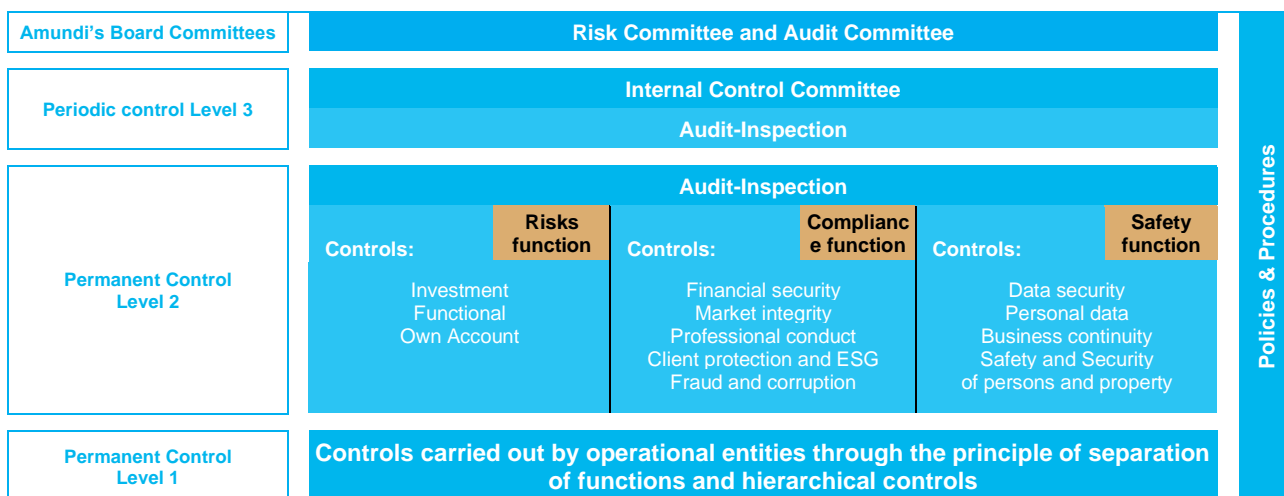 Amundi's Board Committees
Risk Committee and Audit Committee
Periodic control Level 3
Internal Control Committee
Audit-Inspection
Permanent Control
Level 2
Audit-Inspection
Controls:
Risks
function
Investment
Functional
Own Account
Controls:
Complianc
e function
Financial security
Market integrity
Professional conduct
Client protection and ESG
Fraud and corruption
Controls:
Safety
function
Data security
Personal data
Business continuity
Safety and Security
of persons and property
Permanent Control
Level 1
Controls carried out by operational entities through the principle of separation
of functions and hierarchical controls
Policies & Procedures